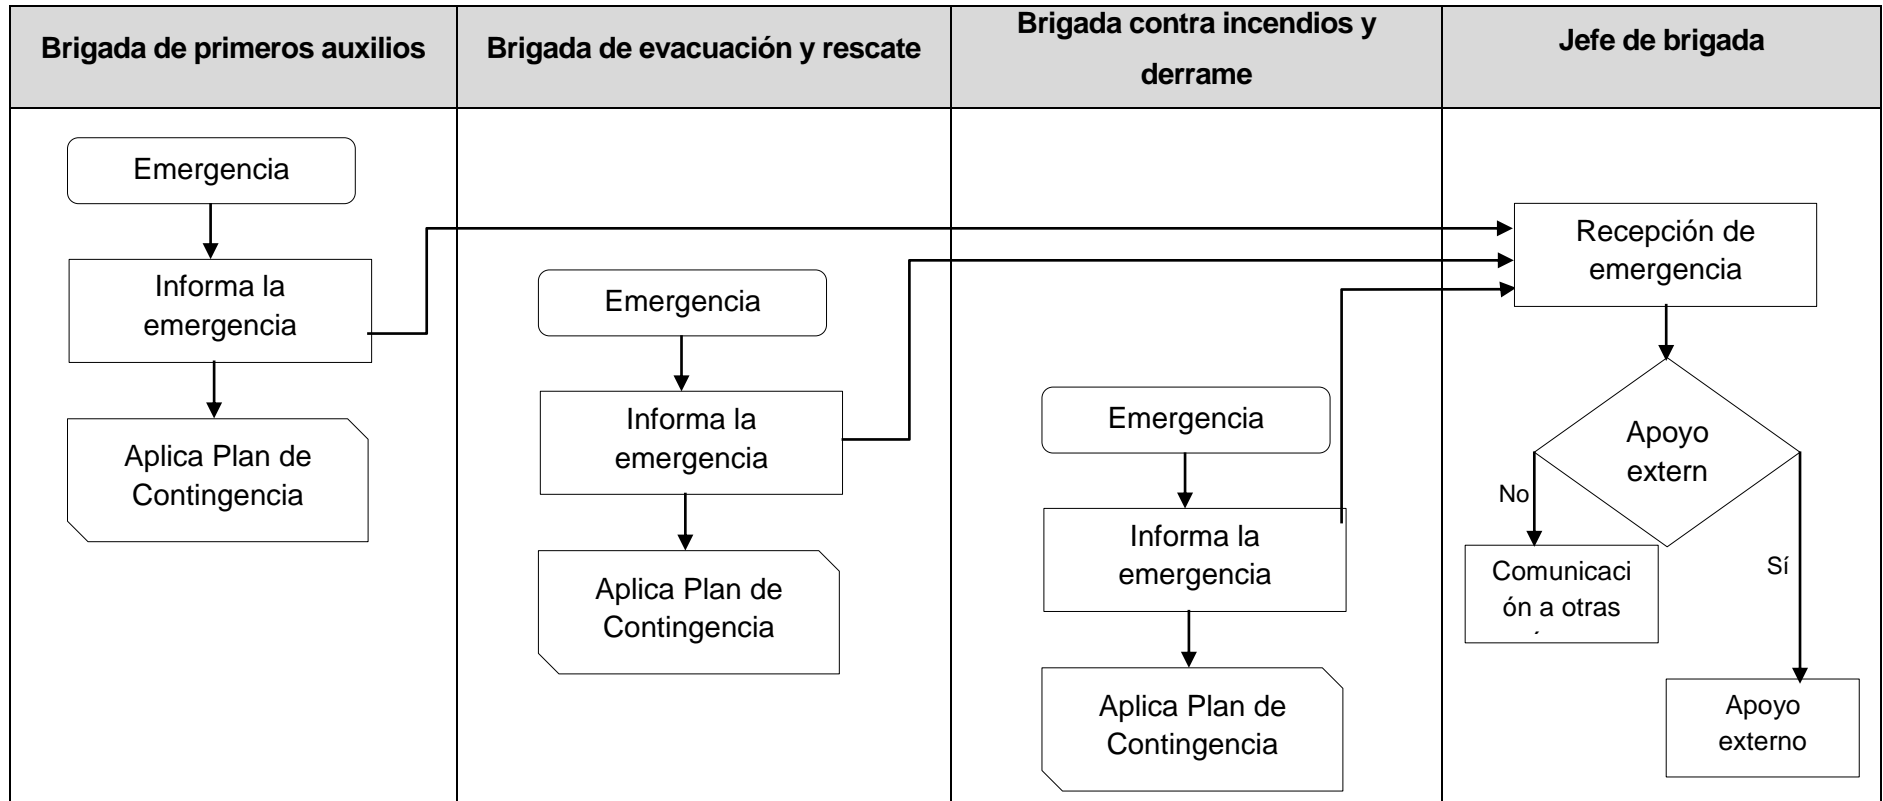 Brigada de primeros auxilios
Brigada de evacuación y rescate
Brigada contra incendios y
derrame
Jefe de brigada
Emergencia
Informa la
emergencia
Aplica Plan de
Contingencia
Emergencia
Informa la
emergencia
Aplica Plan de
Contingencia
Emergencia
Informa la
emergencia
Aplica Plan de
Contingencia
Recepción de
emergencia
Apoyo
extern
No
Sí
Comunicaci
ón a otras
Apoyo
externo